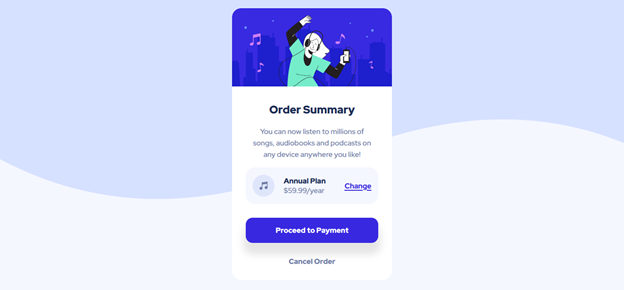 Order Summary
You can now listen to millions of
songs, audiobooks and podcasts on
any device anywhere you like!
Annual Plan
$59.99/year
Change
Proceed to Payment
Cancel Order